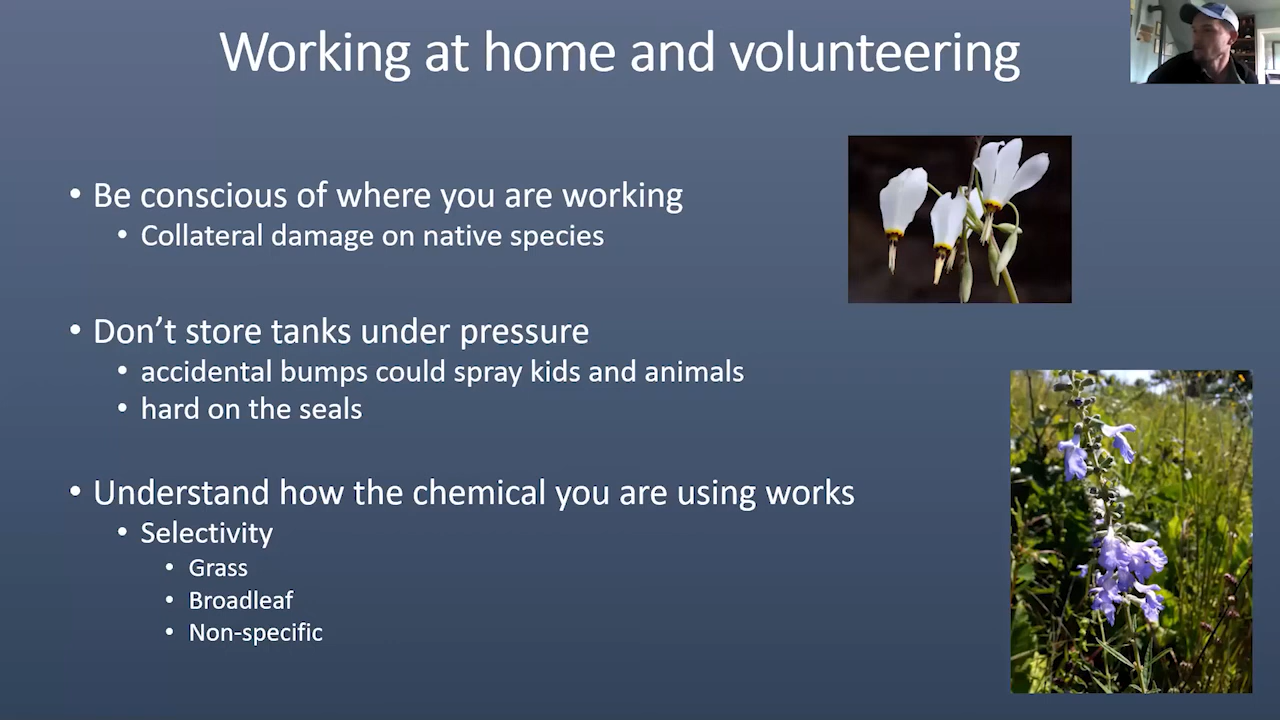 Working at home and volunteering
• Be conscious of where you are working
• Collateral damage on native species
• Don’t store tanks under pressure
• accidental bumps could spray kids and animals
• hard on the seals
• Understand how the chemical you are using works
• Selectivity
• Grass
• Broadleaf
• Non-specific